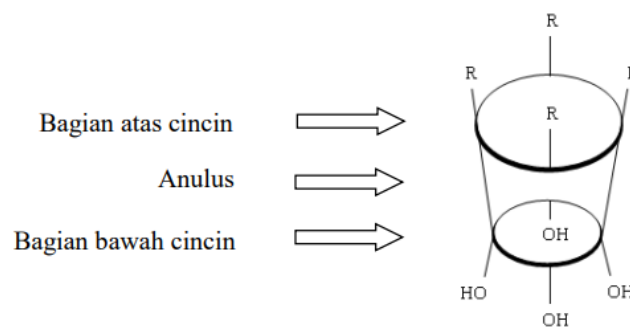 R
R
Bagian atas cincin
R
Anulus
Bagian bawah cincin
OH
HO
OH
OH